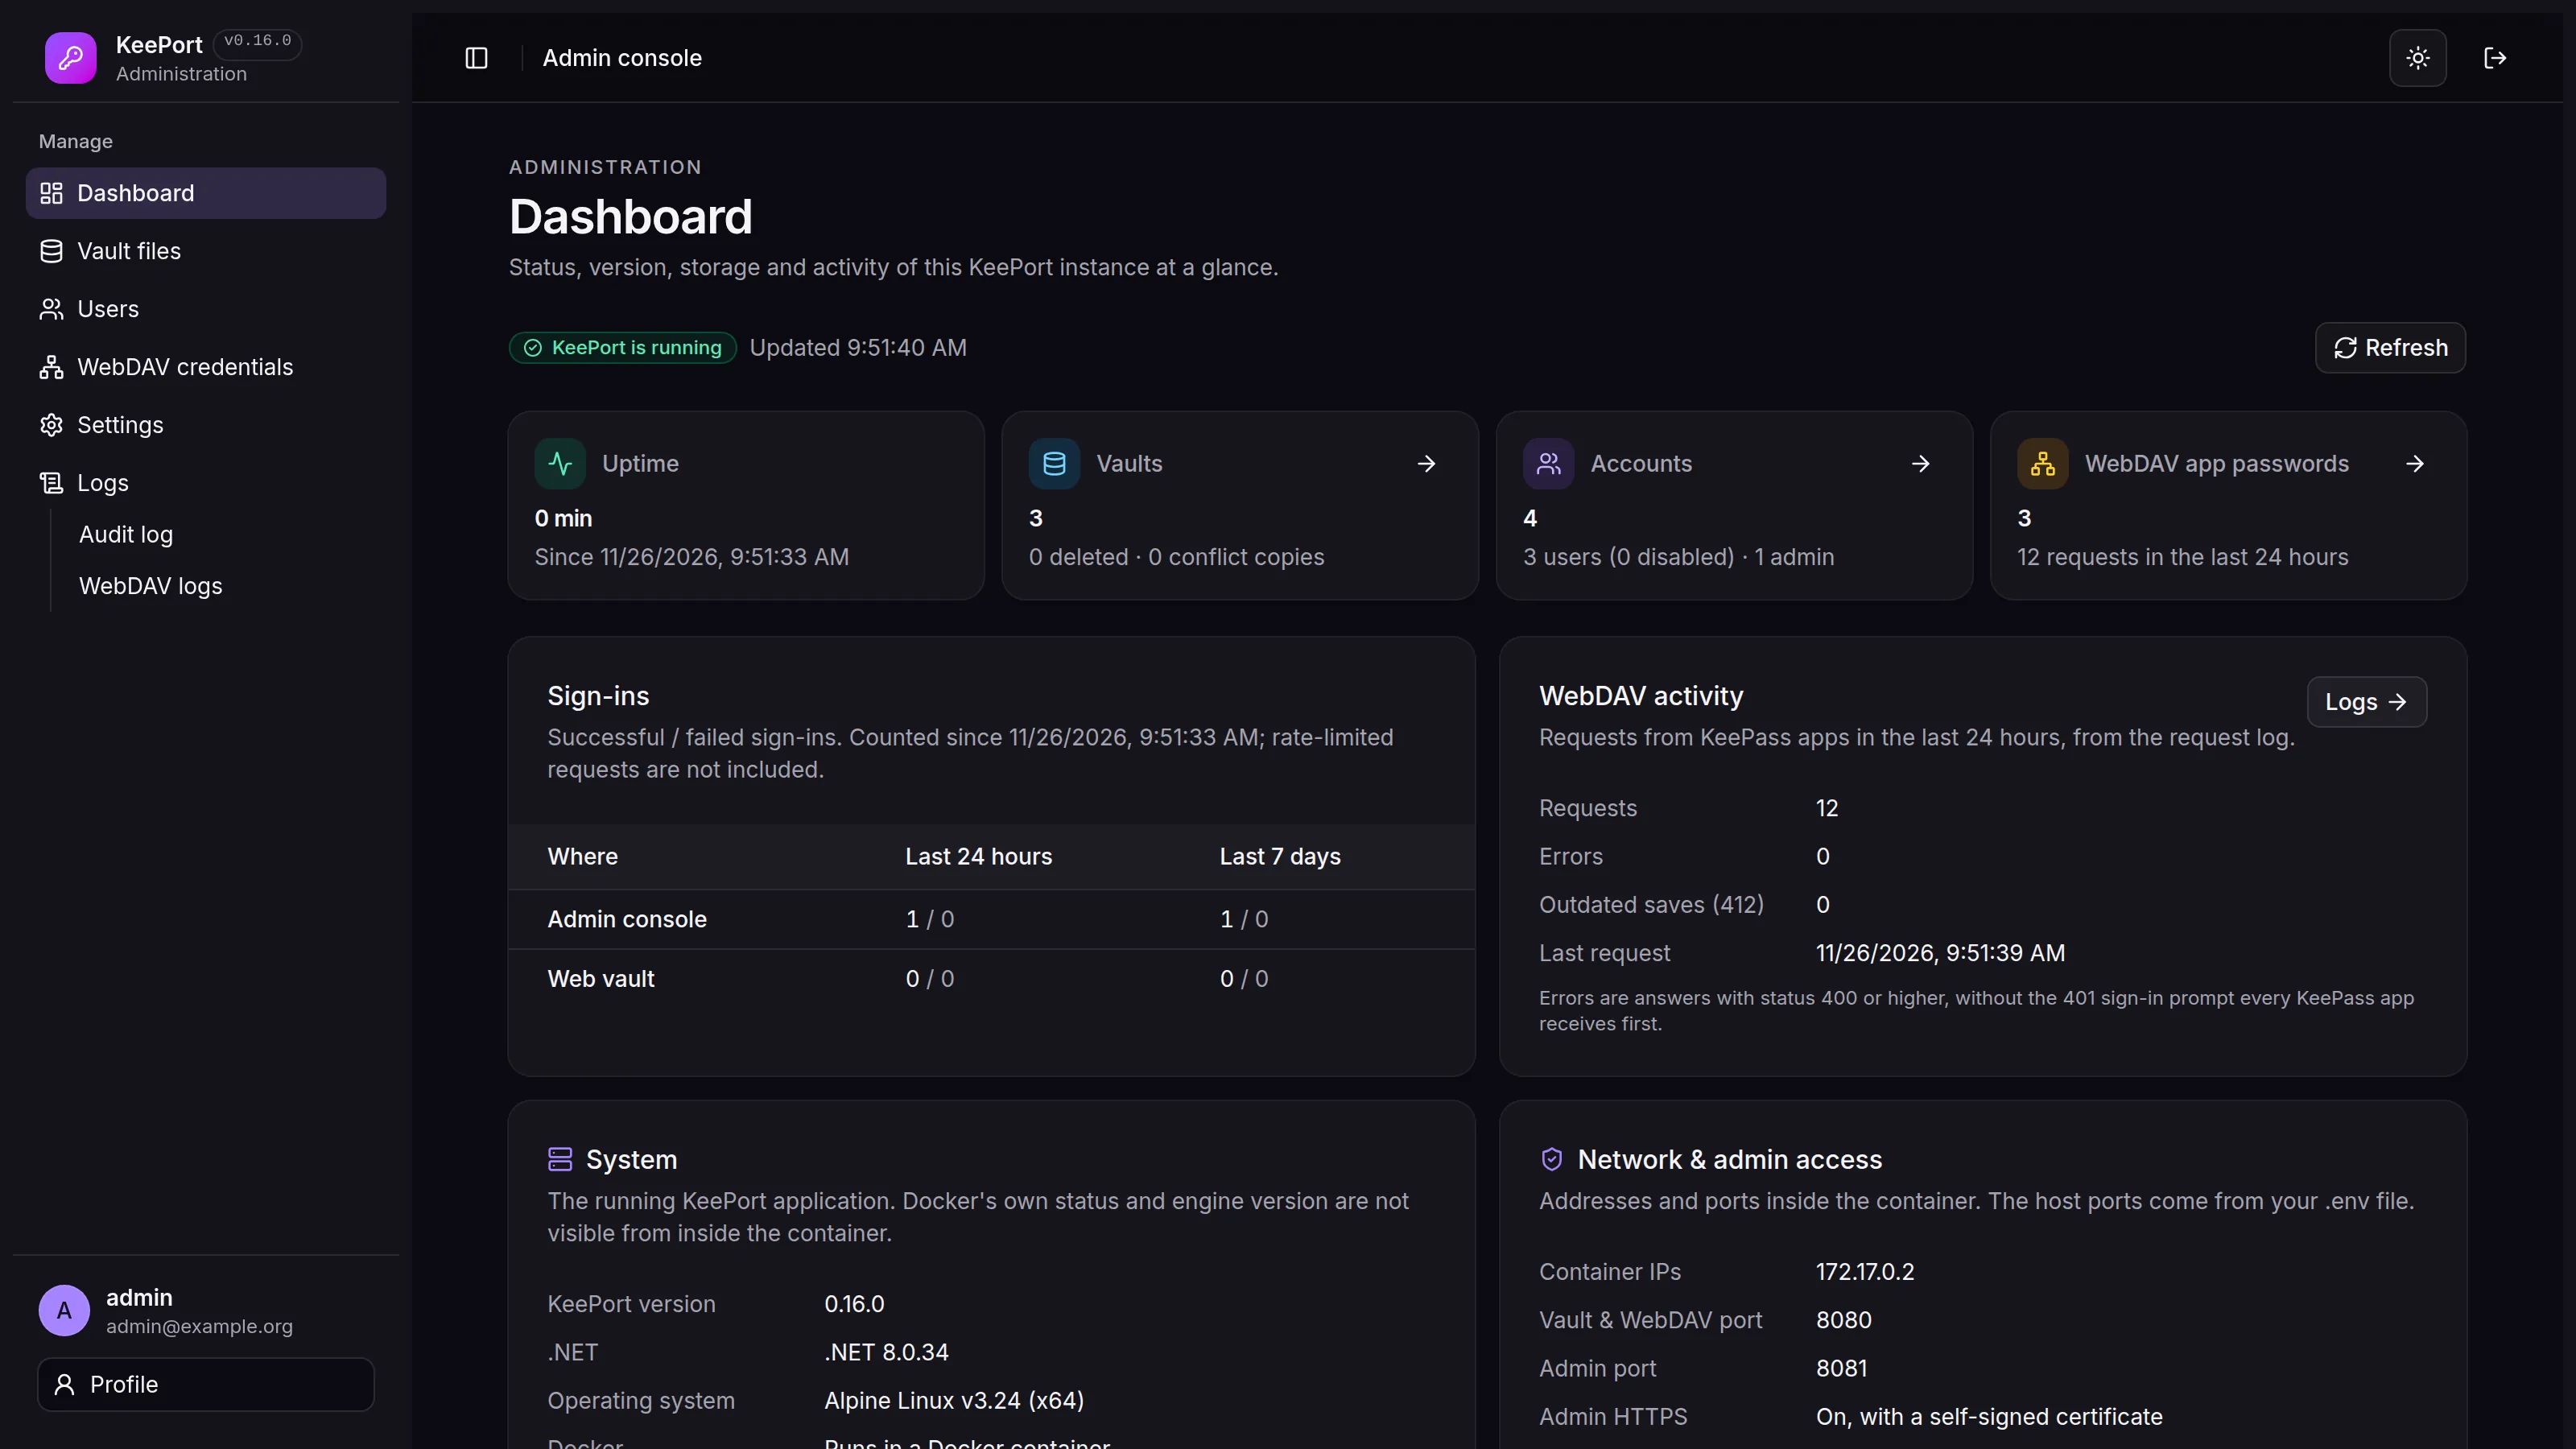 KeePort v0.16.0
Administration
Manage
Dashboard
Vault files
Users
WebDAV credentials
Settings
Logs
Audit log
WebDAV logs
A
admin
admin@example.org
Profile
Admin console
ADMINISTRATION
Dashboard
Status, version, storage and activity of this KeePort instance at a glance.
KeePort is running Updated 9:51:40 AM
Refresh
Uptime
0 min
Since 11/26/2026, 9:51:33 AM
Vaults
3
0 deleted · 0 conflict copies
Accounts
4
3 users (0 disabled) · 1 admin
WebDAV app passwords
3
12 requests in the last 24 hours
Sign-ins
Successful / failed sign-ins. Counted since 11/26/2026, 9:51:33 AM; rate-limited
requests are not included.
Where Last 24 hours Last 7 days
Admin console 1 / 0 1 / 0
Web vault 0 / 0 0 / 0
WebDAV activity
Logs
Requests from KeePass apps in the last 24 hours, from the request log.
Requests 12
Errors 0
Outdated saves (412) 0
Last request 11/26/2026, 9:51:39 AM
Errors are answers with status 400 or higher, without the 401 sign-in prompt every KeePass app
receives first.
System
The running KeePort application. Docker's own status and engine version are not
visible from inside the container.
KeePort version 0.16.0
.NET .NET 8.0.34
Operating system Alpine Linux v3.24 (x64)
Docker Runs in a Docker container
Network & admin access
Addresses and ports inside the container. The host ports come from your .env file.
Container IPs 172.17.0.2
Vault & WebDAV port 8080
Admin port 8081
Admin HTTPS On, with a self-signed certificate